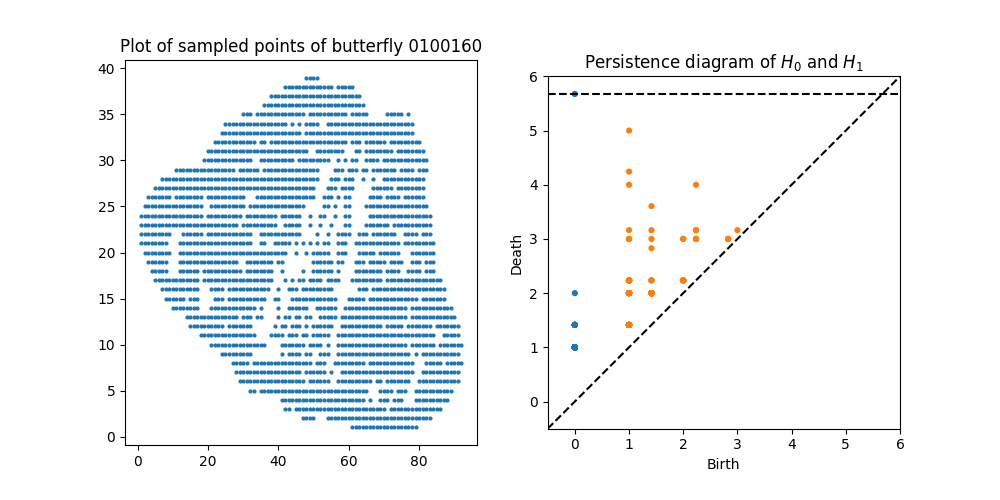 Plot of sampled points of butterfly 0100160
40
35
30
25
20
15
10
5
0
0 20 40 60 80
Persistence diagram of H₀ and H₁
6
5
4
3
2
1
0
Death
0 1 2 3 4 5 6
Birth